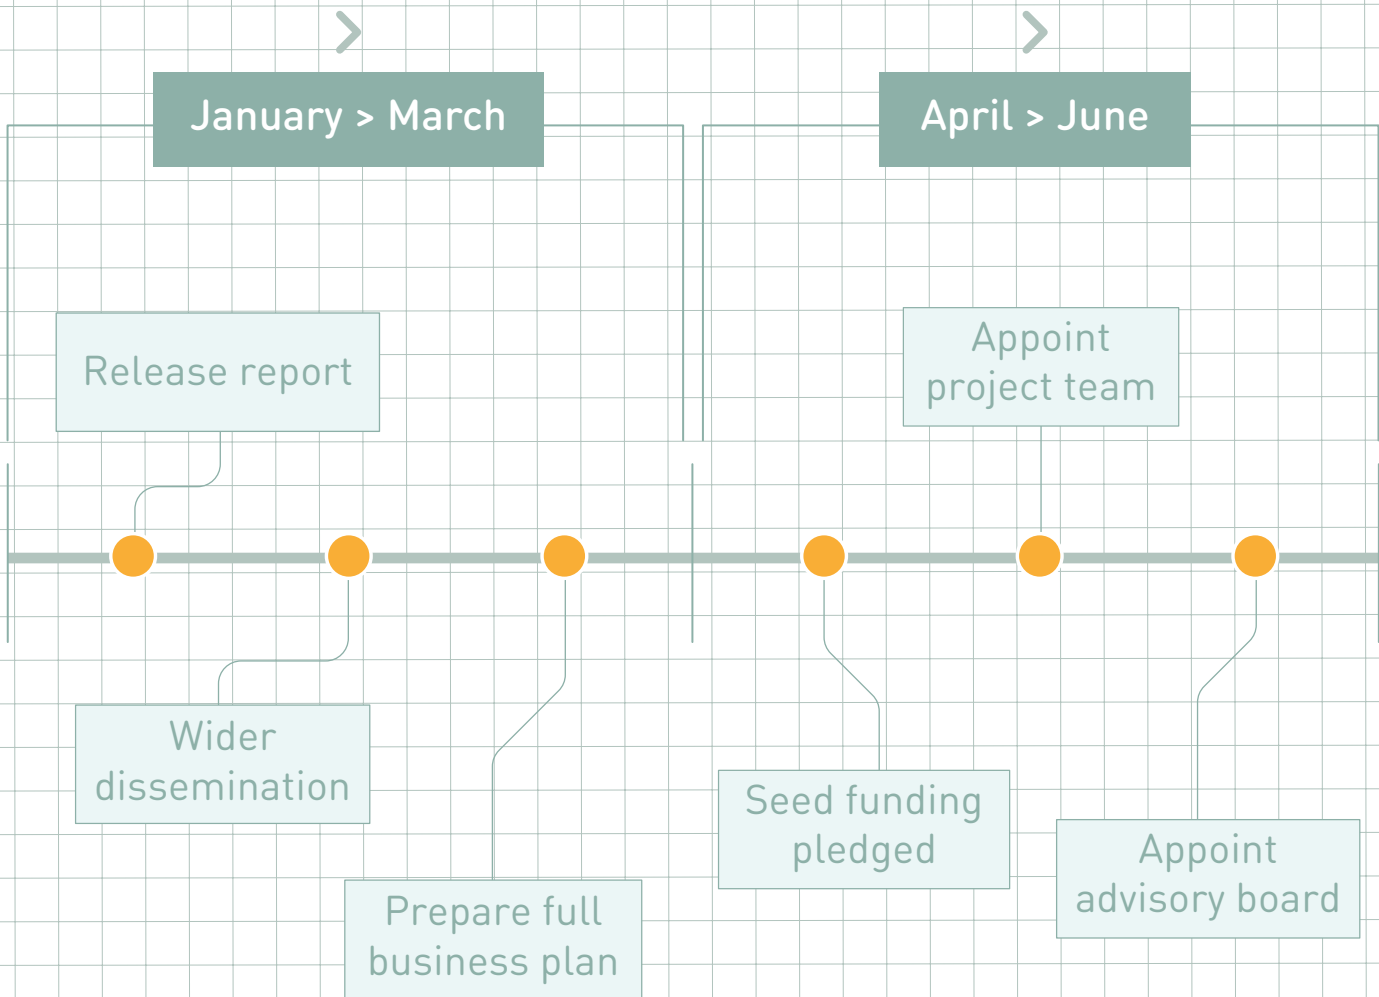 January > March
April > June
Release report
Appoint
project team
Wider
dissemination
Seed funding
pledged
Appoint
advisory board
Prepare full
business plan